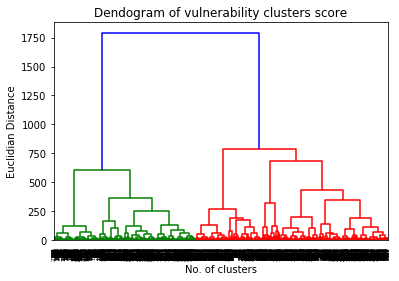 Dendogram of vulnerability clusters score
1750
1500
1250
1000
750
500
250
0
Euclidian Distance
No. of clusters